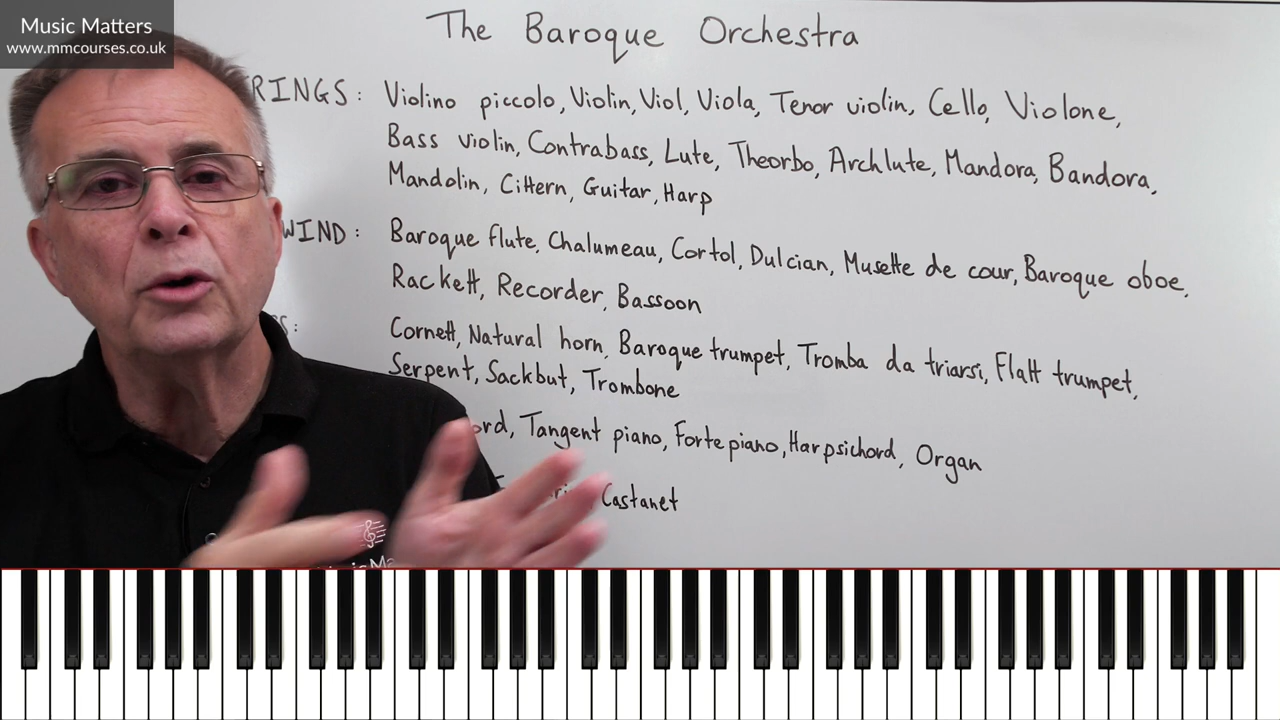 Music Matters
www.mmcourses.co.uk
The Baroque Orchestra
RINGS: Violino piccolo, Violin, Viol, Viola, Tenor violin, Cello, Violone,
Bass violin, Contrabass, Lute, Theorbo, Archlute, Mandora, Bandora,
Mandolin, Cittern, Guitar, Harp
WIND: Baroque flute, Chalumeau, Cortol, Dulcian, Musette de cour, Baroque oboe,
Rackett, Recorder, Bassoon
S: Cornett, Natural horn, Baroque trumpet, Tromba da triarsi, Flatt trumpet,
Serpent, Sackbut, Trombone
ord, Tangent piano, Fortepiano, Harpsichord, Organ
Castanet